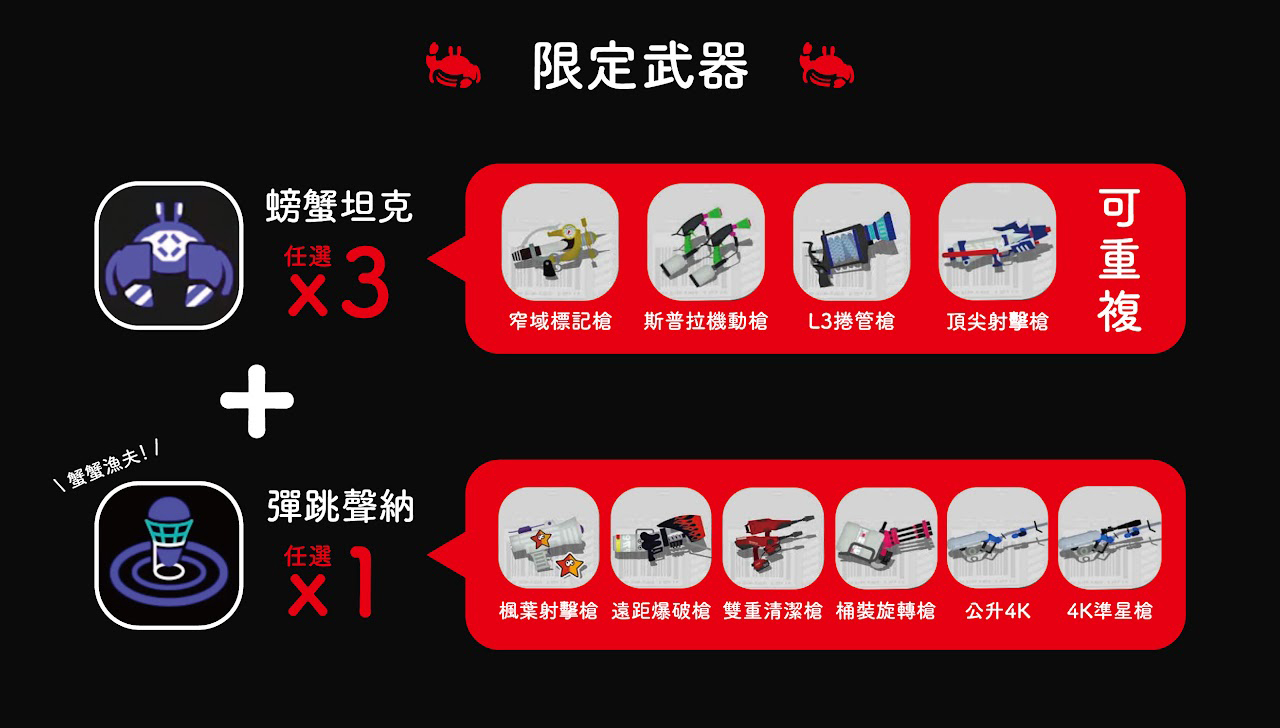 限定武器
螃蟹坦克
任選
x3
窄域標記槍
斯普拉機動槍
L3捲管槍
頂尖射擊槍
可重複
\蟹蟹漁夫!/
彈跳聲納
任選
x1
楓葉射擊槍
遠距爆破槍
雙重清潔槍
桶裝旋轉槍
公升4K
4K準星槍